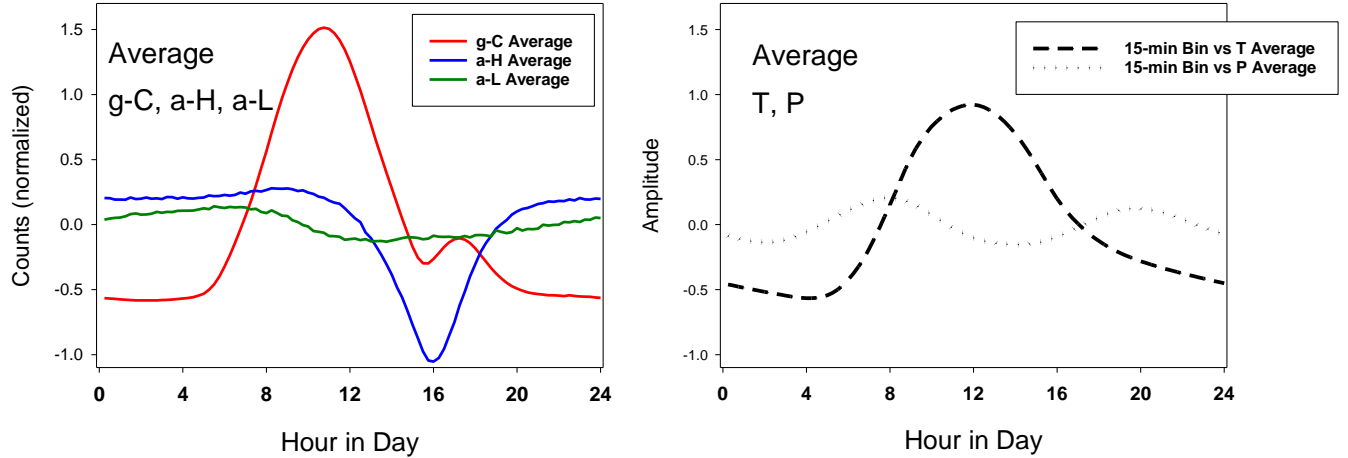 Average
g-C, a-H, a-L
g-C Average
a-H Average
a-L Average
Counts (normalized)
1.5
1.0
0.5
0.0
-0.5
-1.0
0 4 8 12 16 20 24
Hour in Day
Average
T, P
15-min Bin vs T Average
15-min Bin vs P Average
Amplitude
1.5
1.0
0.5
0.0
-0.5
-1.0
0 4 8 12 16 20 24
Hour in Day